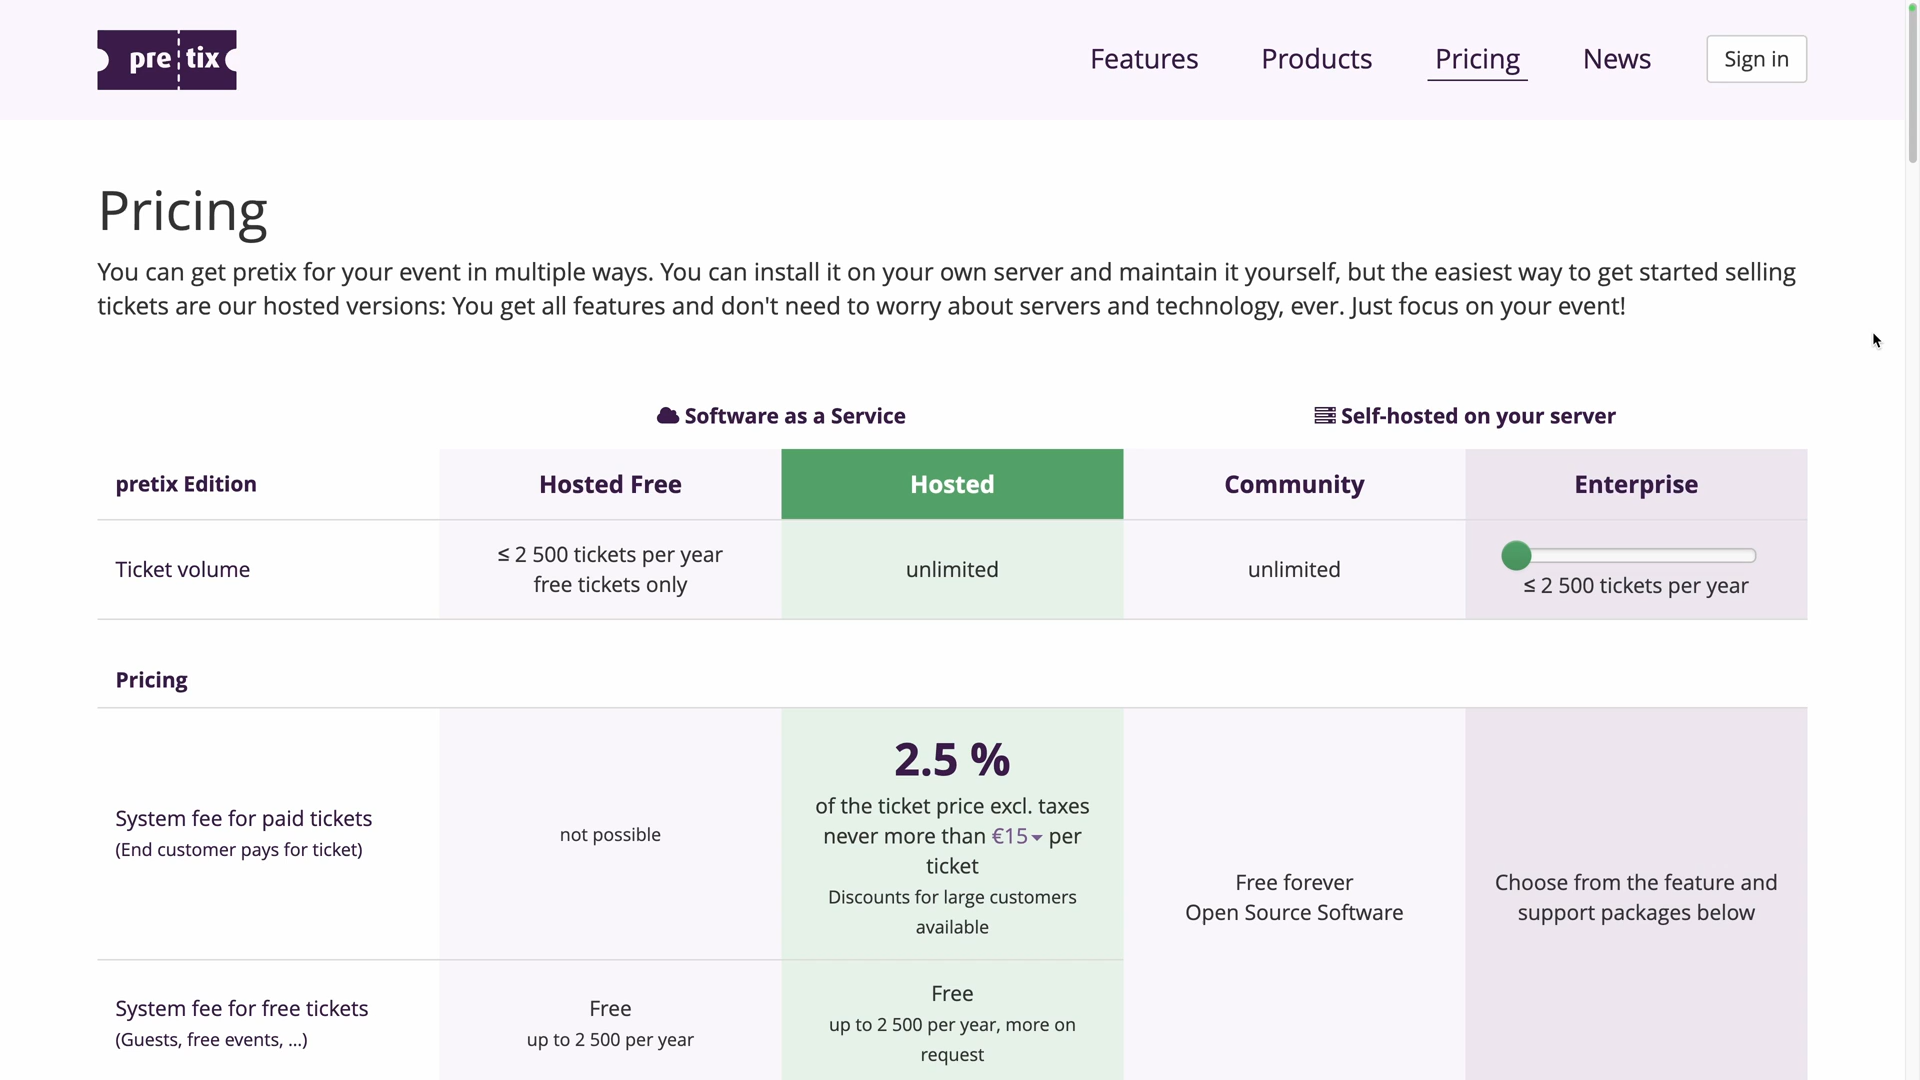 pretix
Features
Products
Pricing
News
Sign in
Pricing
You can get pretix for your event in multiple ways. You can install it on your own server and maintain it yourself, but the easiest way to get started selling
tickets are our hosted versions: You get all features and don't need to worry about servers and technology, ever. Just focus on your event!
Software as a Service
Self-hosted on your server
pretix Edition
Hosted Free
Hosted
Community
Enterprise
Ticket volume
≤ 2 500 tickets per year
free tickets only
unlimited
unlimited
≤ 2 500 tickets per year
Pricing
System fee for paid tickets
(End customer pays for ticket)
not possible
2.5 %
of the ticket price excl. taxes
never more than €15 per
ticket
Discounts for large customers
available
Free forever
Open Source Software
Choose from the feature and
support packages below
System fee for free tickets
(Guests, free events, ...)
Free
up to 2 500 per year
Free
up to 2 500 per year, more on
request